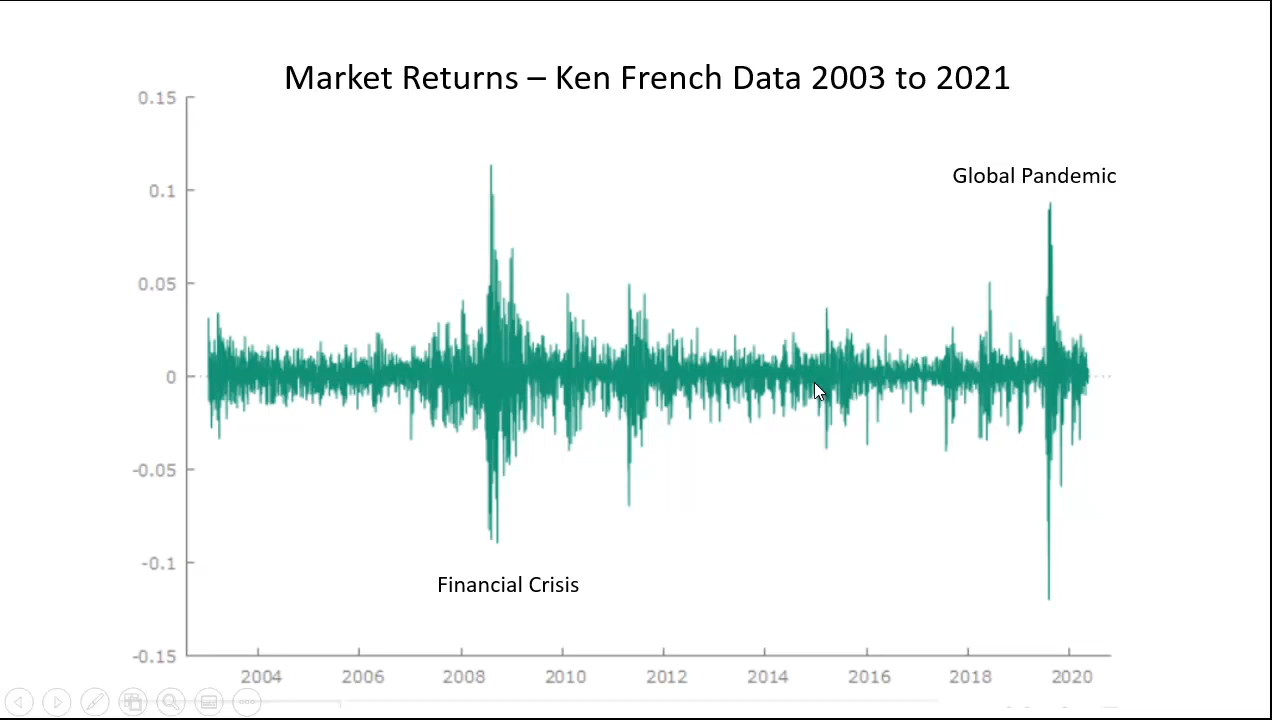 Market Returns – Ken French Data 2003 to 2021
0.15
Global Pandemic
0.1
0.05
0
-0.05
-0.1
Financial Crisis
-0.15
2004 2006 2008 2010 2012 2014 2016 2018 2020